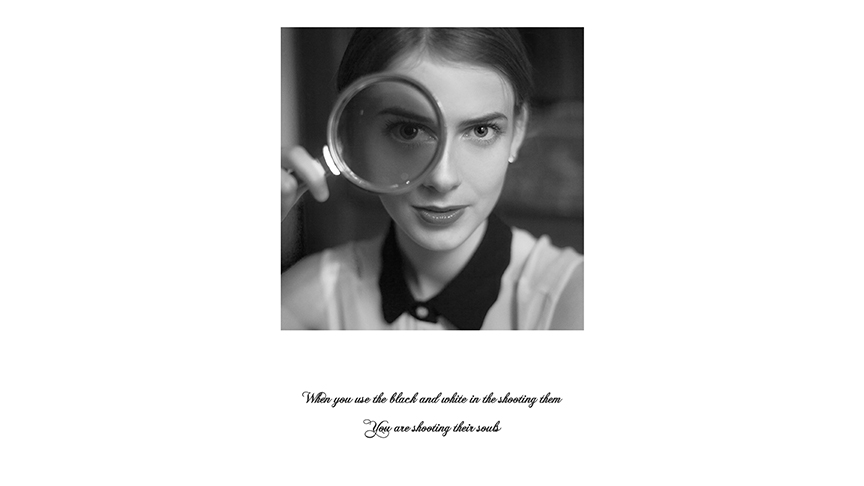 When you use the black and white in the shooting them
You are shooting their souls